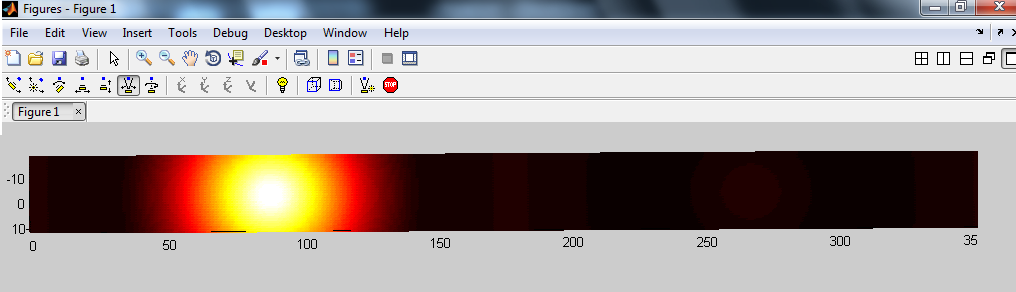 Figures - Figure 1
File Edit View Insert Tools Debug Desktop Window Help
STOP
Figure 1
-10
0
10
0 50 100 150 200 250 300 35